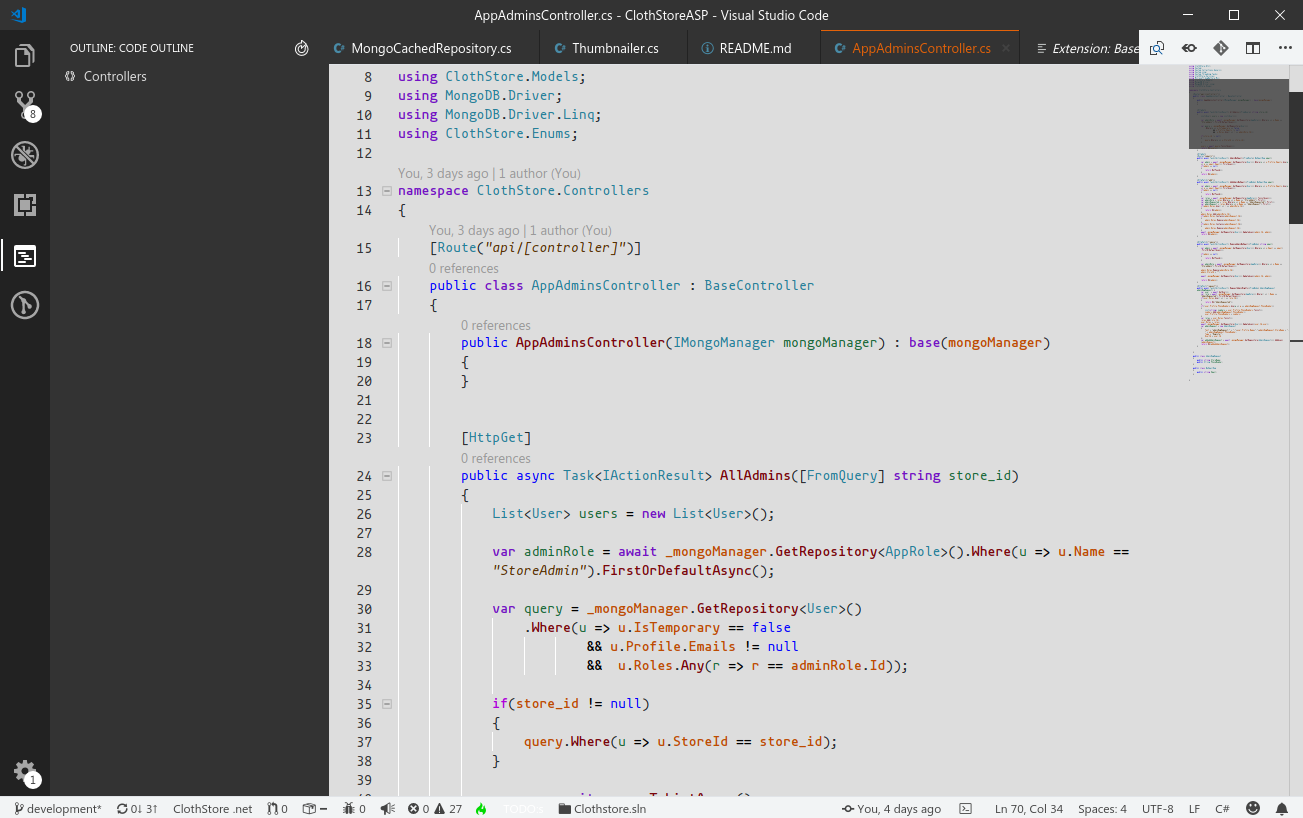 AppAdminsController.cs - ClothStoreASP - Visual Studio Code
OUTLINE: CODE OUTLINE
MongoCachedRepository.cs
Thumbnailer.cs
README.md
AppAdminsController.cs
Extension: Base
Controllers
8
1
8 using ClothStore.Models;
9 using MongoDB.Driver;
10 using MongoDB.Driver.Linq;
11 using ClothStore.Enums;
12
You, 3 days ago | 1 author (You)
13 namespace ClothStore.Controllers
14 {
You, 3 days ago | 1 author (You)
15 [Route("api/[controller]")]
0 references
16 public class AppAdminsController : BaseController
17 {
0 references
18 public AppAdminsController(IMongoManager mongoManager) : base(mongoManager)
19 {
20 }
21
22
23 [HttpGet]
0 references
24 public async Task<IActionResult> AllAdmins([FromQuery] string store_id)
25 {
26 List<User> users = new List<User>();
27
28 var adminRole = await _mongoManager.GetRepository<AppRole>().Where(u => u.Name ==
"StoreAdmin").FirstOrDefaultAsync();
29
30 var query = _mongoManager.GetRepository<User>()
31 .Where(u => u.IsTemporary == false
32 && u.Profile.Emails != null
33 && u.Roles.Any(r => r == adminRole.Id));
34
35 if(store_id != null)
36 {
37 query.Where(u => u.StoreId == store_id);
38 }
39
development* 0↓ 3↑ ClothStore .net 0 0 0 27 TODOs Clothstore.sln You, 4 days ago Ln 70, Col 34 Spaces: 4 UTF-8 LF C#